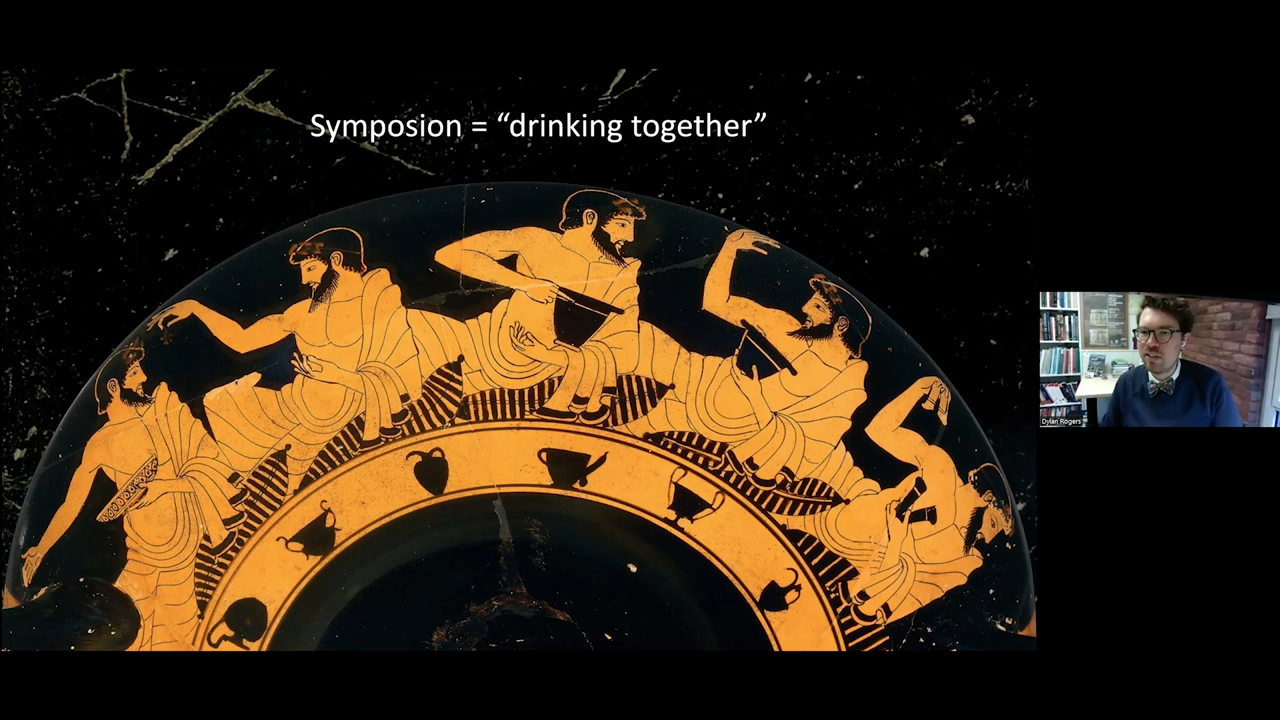 Symposion = “drinking together”
Dylan Rogers